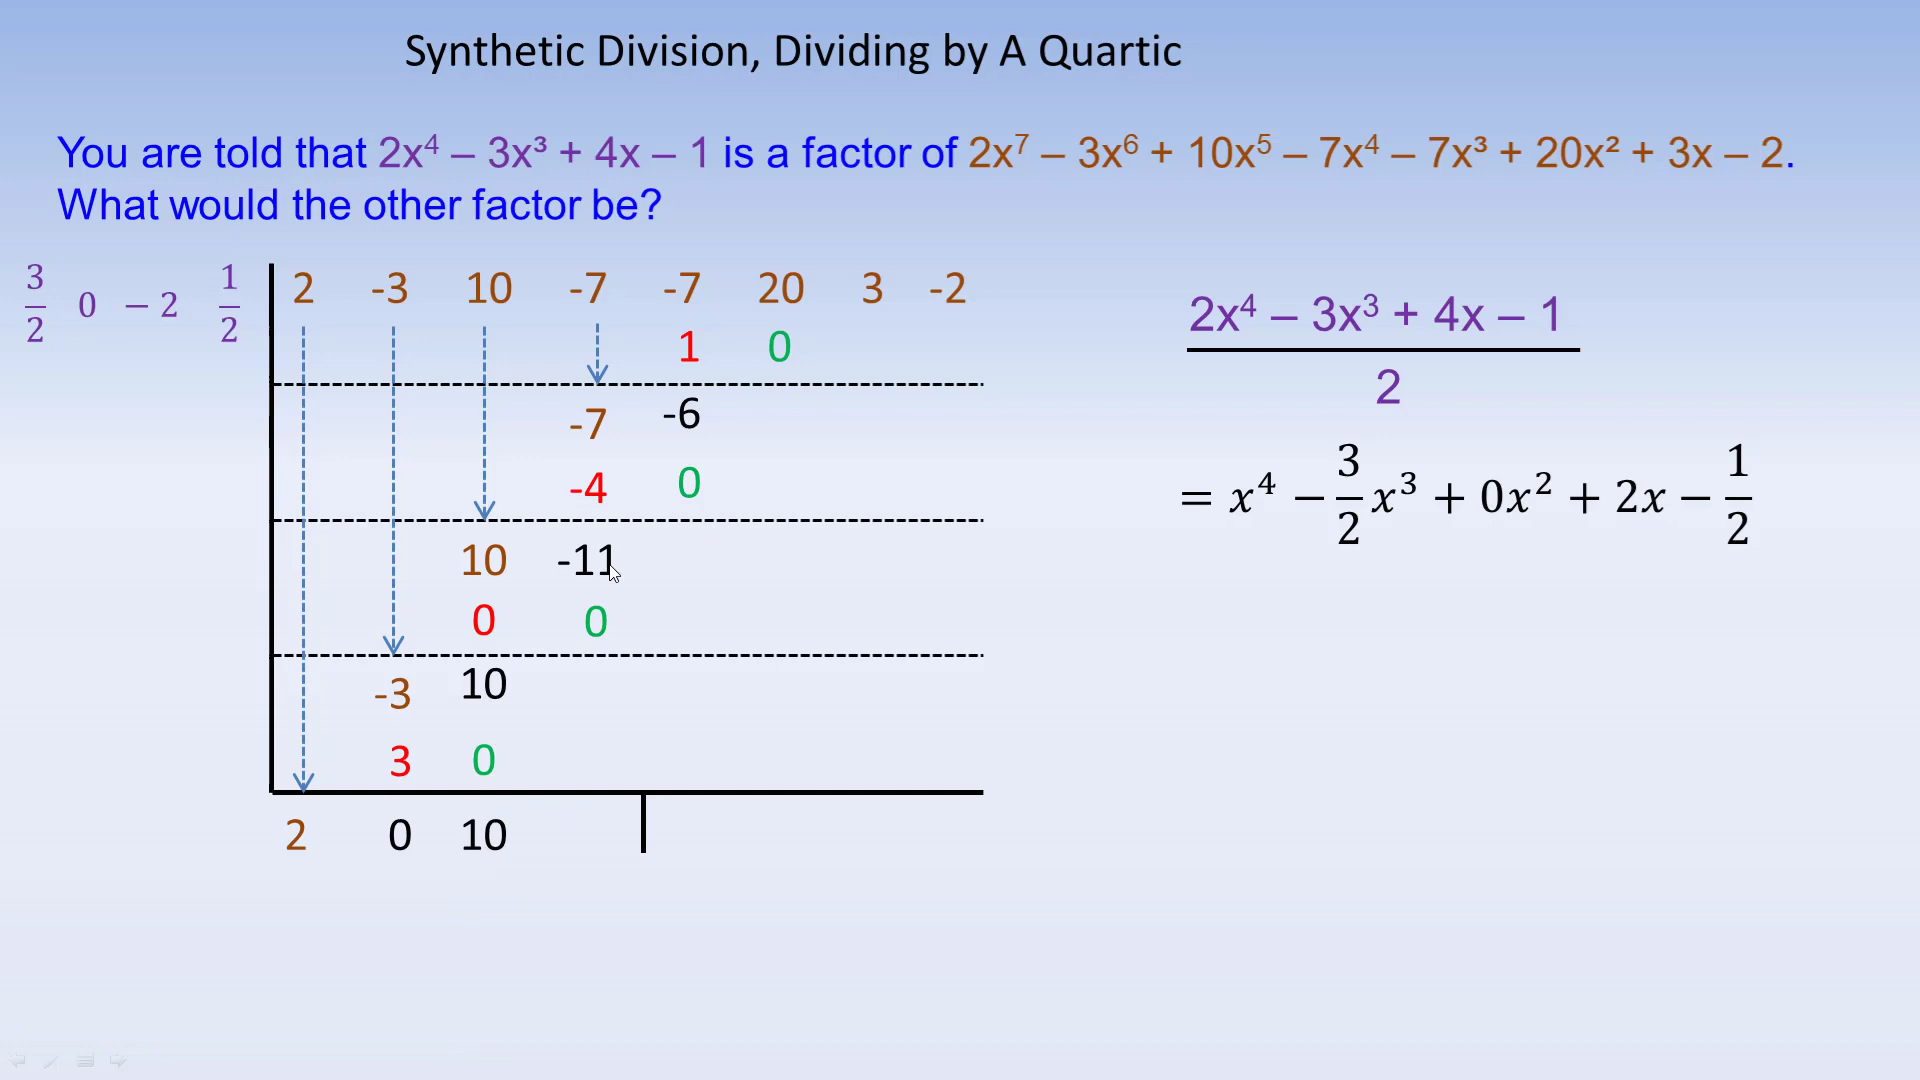 Synthetic Division, Dividing by A Quartic
You are told that 2x⁴ – 3x³ + 4x – 1 is a factor of 2x⁷ – 3x⁶ + 10x⁵ – 7x⁴ – 7x³ + 20x² + 3x – 2.
What would the other factor be?
3/2 0 −2 1/2 2 -3 10 -7 -7 20 3 -2
1 0
-7 -6
-4 0
10 -11
0 0
-3 10
3 0
2 0 10
2x⁴ – 3x³ + 4x – 1
2
= x⁴ − 3/2 x³ + 0x² + 2x − 1/2